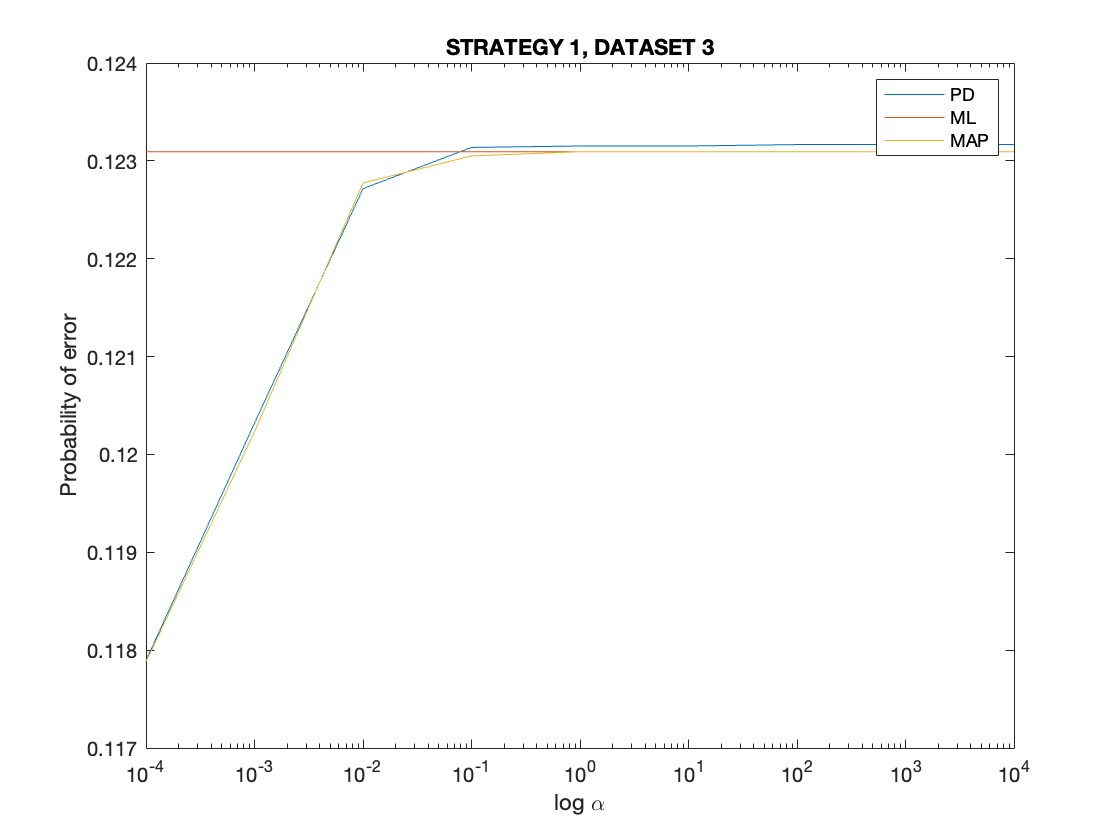 STRATEGY 1, DATASET 3
0.124
0.123
0.122
0.121
0.12
0.119
0.118
0.117
Probability of error
PD
ML
MAP
10^-4 10^-3 10^-2 10^-1 10^0 10^1 10^2 10^3 10^4
log α